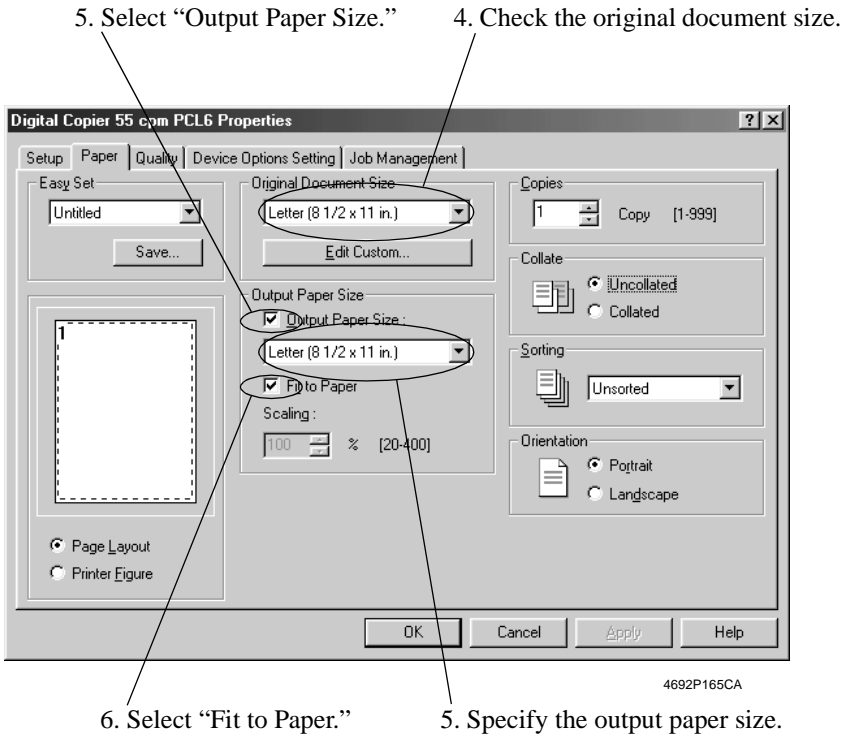 5. Select “Output Paper Size.”
4. Check the original document size.
Digital Copier 55 cpm PCL6 Properties
Setup Paper Quality Device Options Setting Job Management
Easy Set
Untitled
Save...
Original Document Size
Letter (8 1/2 x 11 in.)
Edit Custom...
Copies
1 Copy [1-999]
Collate
Uncollated
Collated
Output Paper Size
Output Paper Size :
Letter (8 1/2 x 11 in.)
Fit to Paper
Scaling :
100 % [20-400]
Sorting
Unsorted
Orientation
Portrait
Landscape
1
Page Layout
Printer Figure
OK Cancel Apply Help
4692P165CA
6. Select “Fit to Paper.”
5. Specify the output paper size.